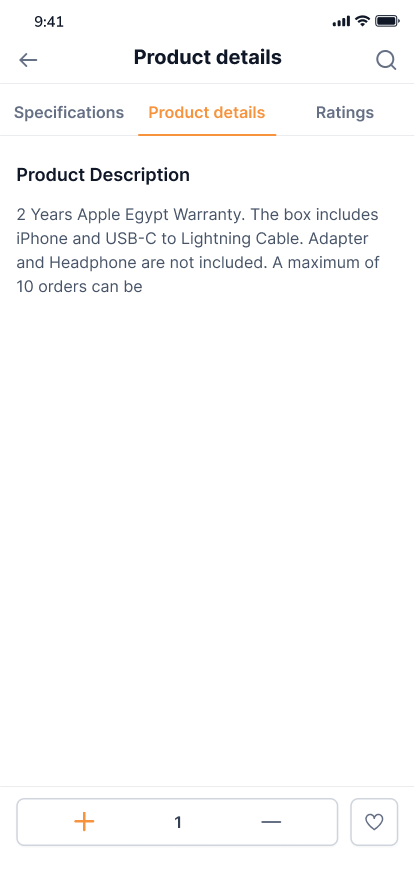 9:41
Product details
Specifications
Product details
Ratings
Product Description
2 Years Apple Egypt Warranty. The box includes
iPhone and USB-C to Lightning Cable. Adapter
and Headphone are not included. A maximum of
10 orders can be
1